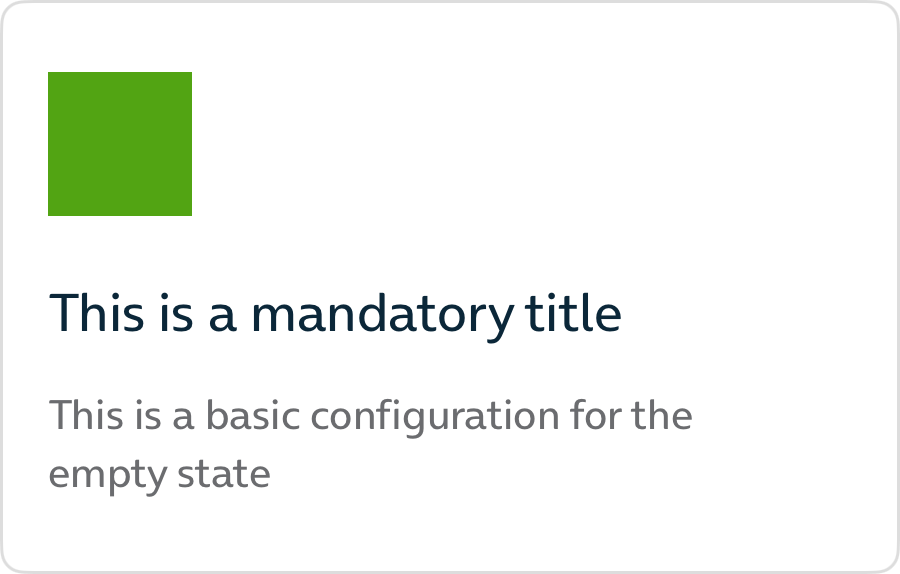 This is a mandatory title
This is a basic configuration for the
empty state